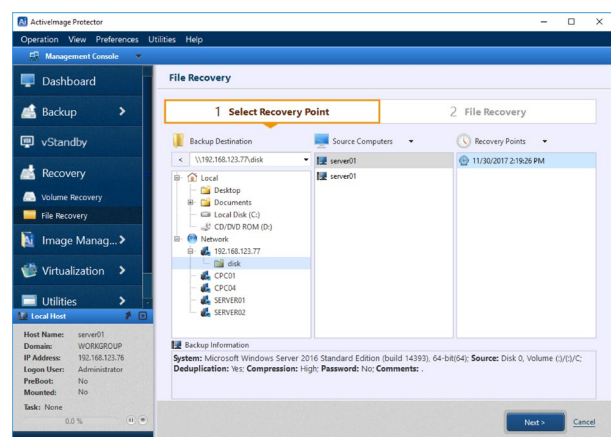 ActiveImage Protector
Operation View Preferences Utilities Help
Management Console
Dashboard
Backup
vStandby
Recovery
Volume Recovery
File Recovery
Image Manag...
Virtualization
Utilities
Local Host
Host Name: server01
Domain: WORKGROUP
IP Address: 192.168.123.76
Logon User: Administrator
PreBoot: No
Mounted: No
Task: None
0.0 %
File Recovery
1 Select Recovery Point
2 File Recovery
Backup Destination
< \\192.168.123.77\disk
Local
Desktop
Documents
Local Disk (C:)
CD/DVD ROM (D:)
Network
192.168.123.77
disk
CPC01
CPC04
SERVER01
SERVER02
Source Computers
server01
server01
Recovery Points
11/30/2017 2:19:26 PM
Backup Information
System: Microsoft Windows Server 2016 Standard Edition (build 14393), 64-bit(64); Source: Disk 0, Volume (:)/(:)/C;
Deduplication: Yes; Compression: High; Password: No; Comments: .
Next >
Cancel